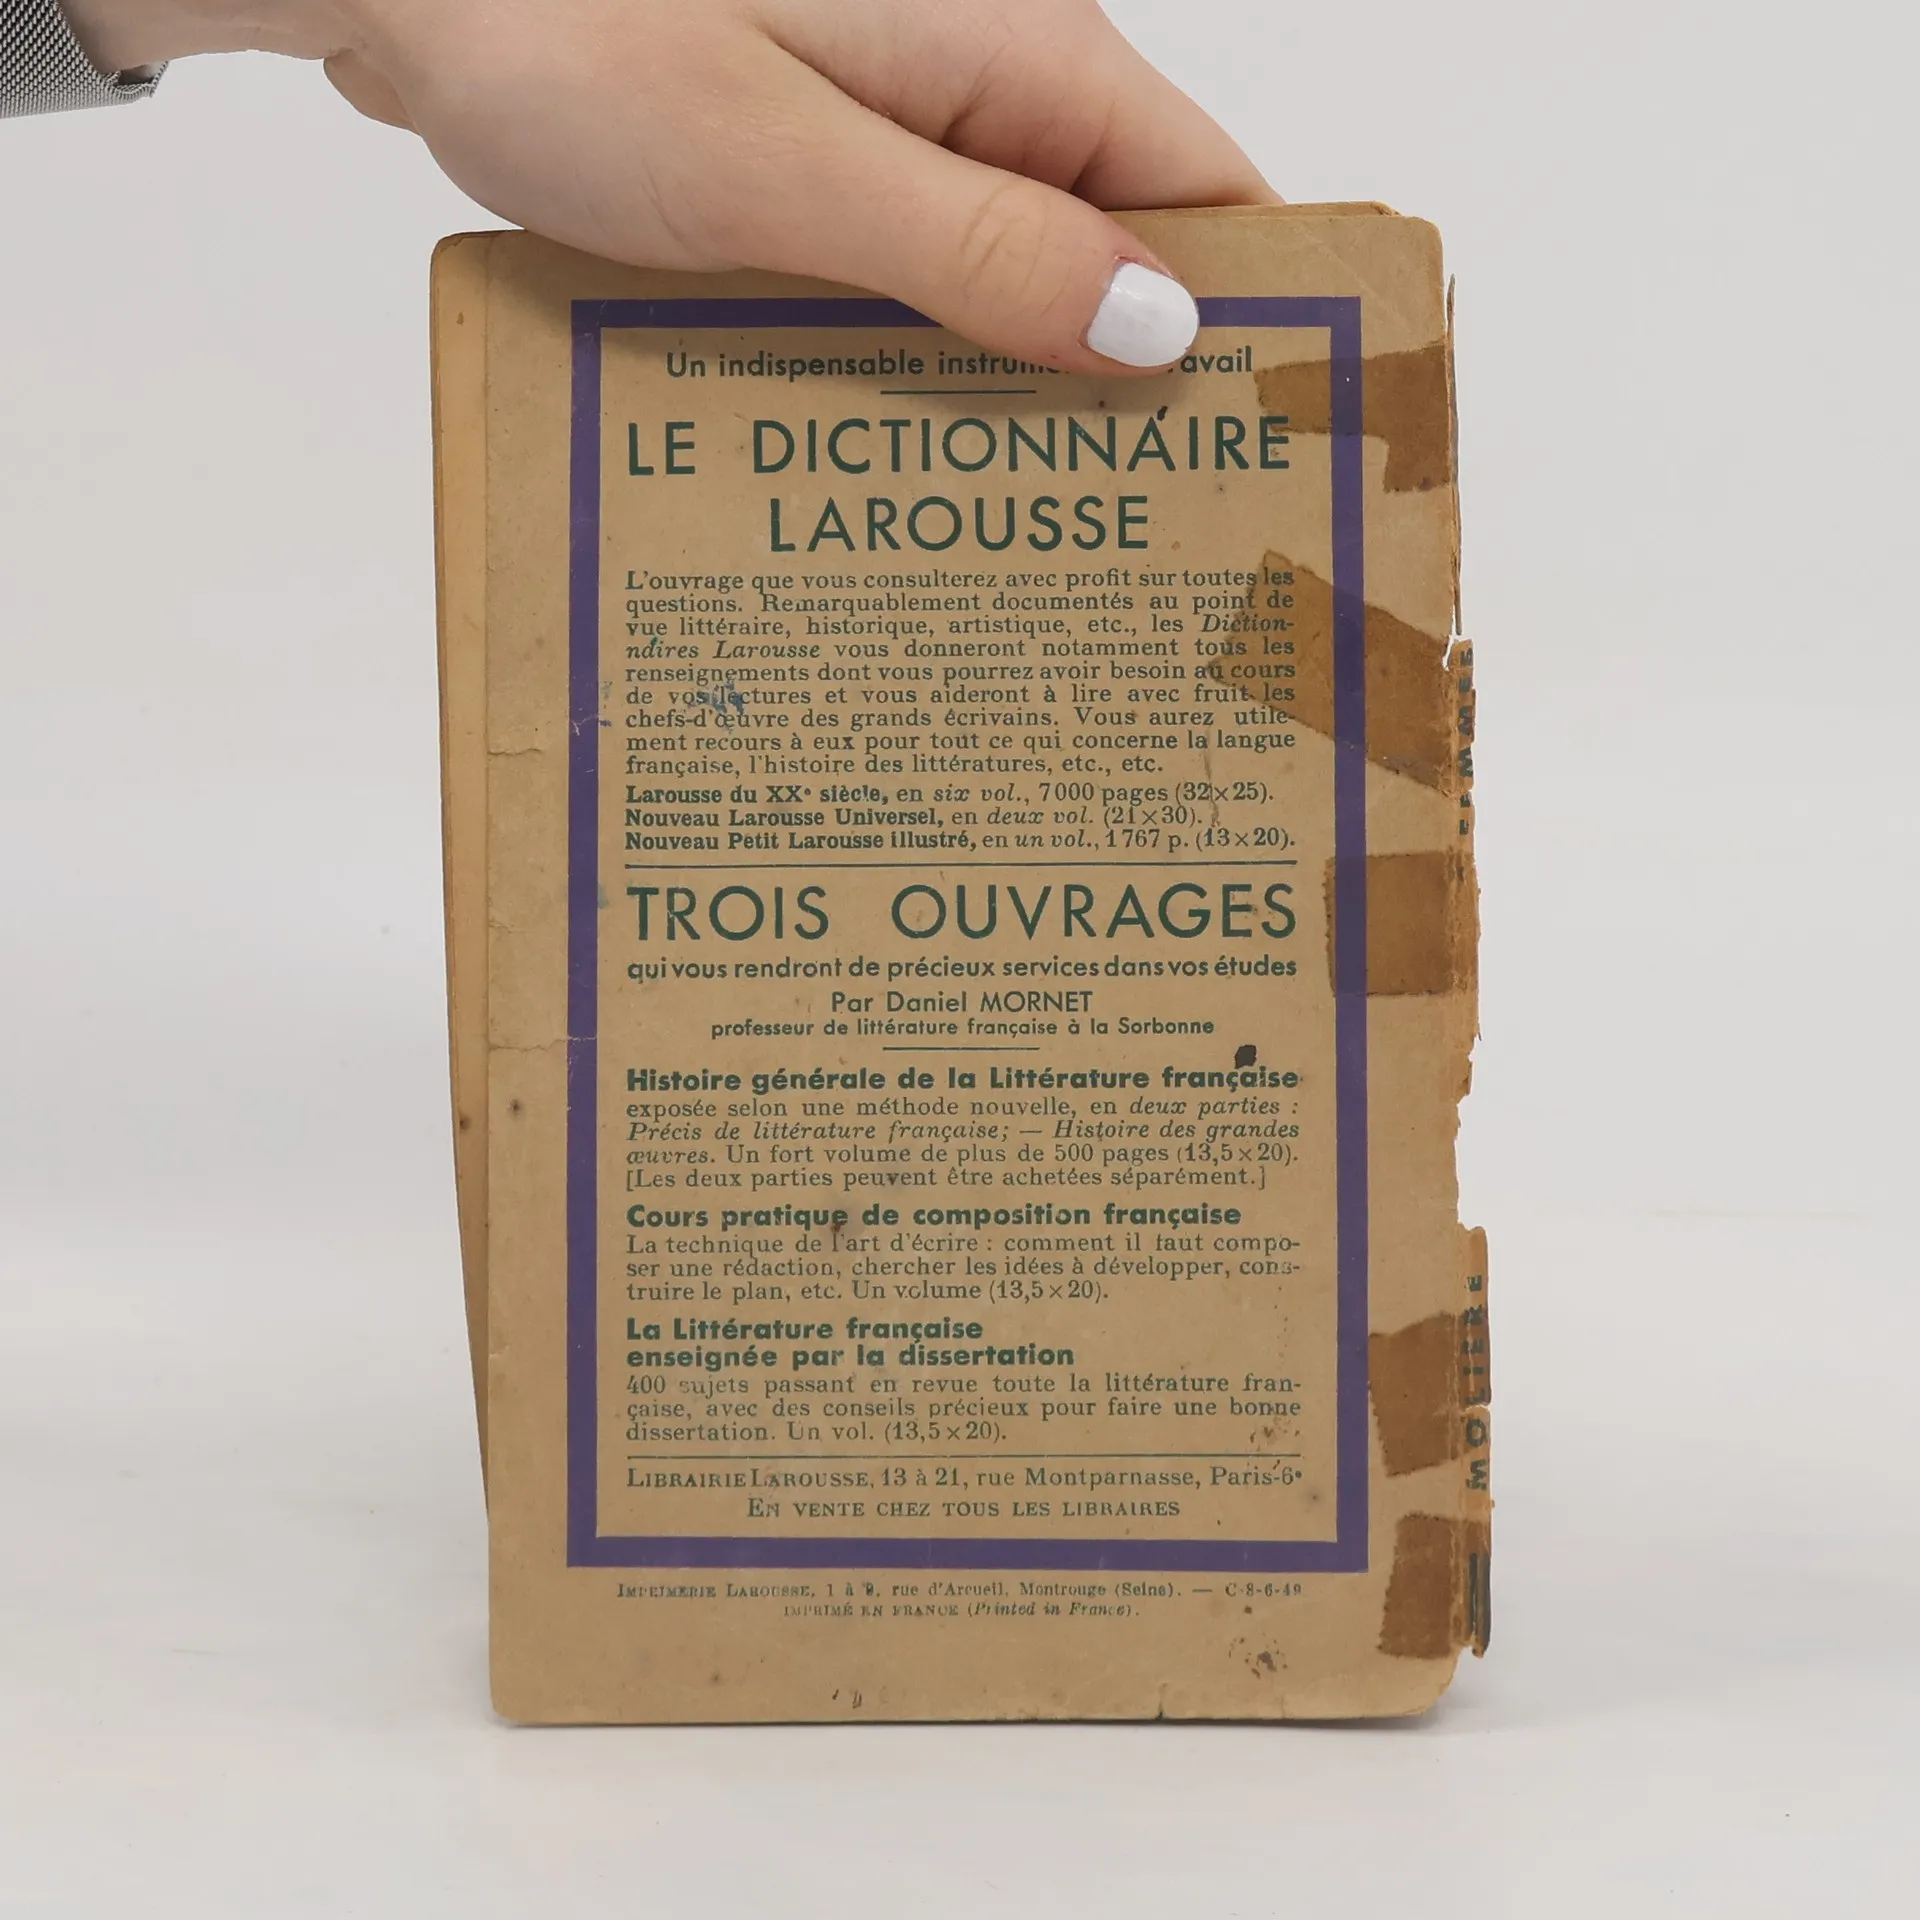 Un indispensable avail
LE DICTIONNAIRE
LAROUSSE
L'ouvrage que vous consulterez avec profit sur toutes les
questions. Remarquablement documentés au point de
vue littéraire, historique, artistique, etc., les Diction-
naires Larousse vous donneront notamment tous les
renseignements dont vous pourrez avoir besoin au cours
de vos lectures et vous aideront à lire avec fruit les
chefs-d'œuvre des grands écrivains. Vous aurez utile-
ment recours à eux pour tout ce qui concerne la langue
française, l'histoire des littératures, etc., etc.
Larousse du XXe siècle, en six vol., 7000 pages (32×25).
Nouveau Larousse Universel, en deux vol. (21×30).
Nouveau Petit Larousse illustré, en un vol., 1767 p. (13×20).
TROIS OUVRAGES
qui vous rendront de précieux services dans vos études
Par Daniel MORNET
professeur de littérature française à la Sorbonne
Histoire générale de la Littérature française
exposée selon une méthode nouvelle, en deux parties :
Précis de littérature française; — Histoire des grandes
œuvres. Un fort volume de plus de 500 pages (13,5×20).
[Les deux parties peuvent être achetées séparément.]
Cours pratique de composition française
La technique de l'art d'écrire : comment il faut compo-
ser une rédaction, chercher les idées à développer, cons-
truire le plan, etc. Un volume (13,5×20).
La Littérature française
enseignée par la dissertation
400 sujets passant en revue toute la littérature fran-
çaise, avec des conseils précieux pour faire une bonne
dissertation. Un vol. (13,5×20).
LIBRAIRIE LAROUSSE, 13 à 21, rue Montparnasse, Paris-6e
EN VENTE CHEZ TOUS LES LIBRAIRES
IMPRIMERIE LAROUSSE, 1 à 9, rue d'Arcueil, Montrouge (Seine). — C-8-6-49
IMPRIMÉ EN FRANCE (Printed in France).
MOLIÈRE